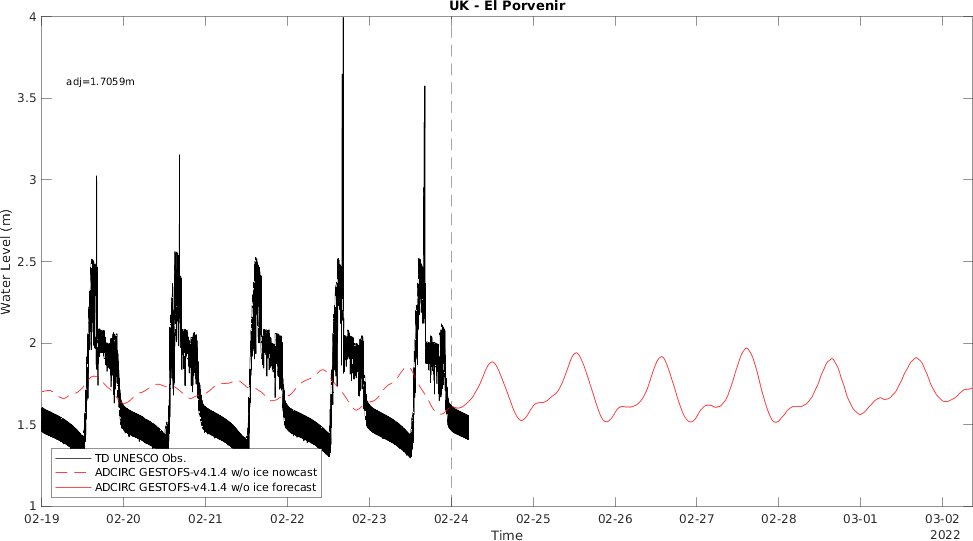 UK - El Porvenir
4
adj=1.7059m
3.5
3
2.5
2
1.5
1
Water Level (m)
TD UNESCO Obs.
ADCIRC GESTOFS-v4.1.4 w/o ice nowcast
ADCIRC GESTOFS-v4.1.4 w/o ice forecast
02-19 02-20 02-21 02-22 02-23 02-24 02-25 02-26 02-27 02-28 03-01 03-02
Time
2022